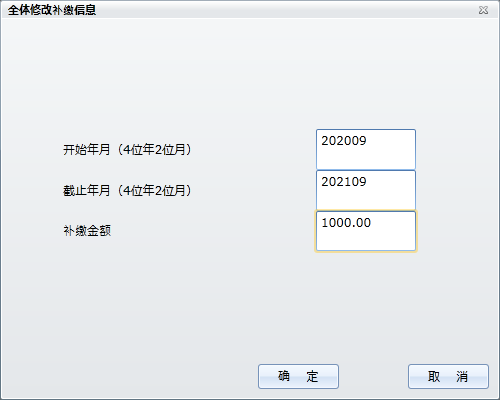 全体修改补缴信息
开始年月（4位年2位月） 202009
截止年月（4位年2位月） 202109
补缴金额 1000.00
确 定 取 消